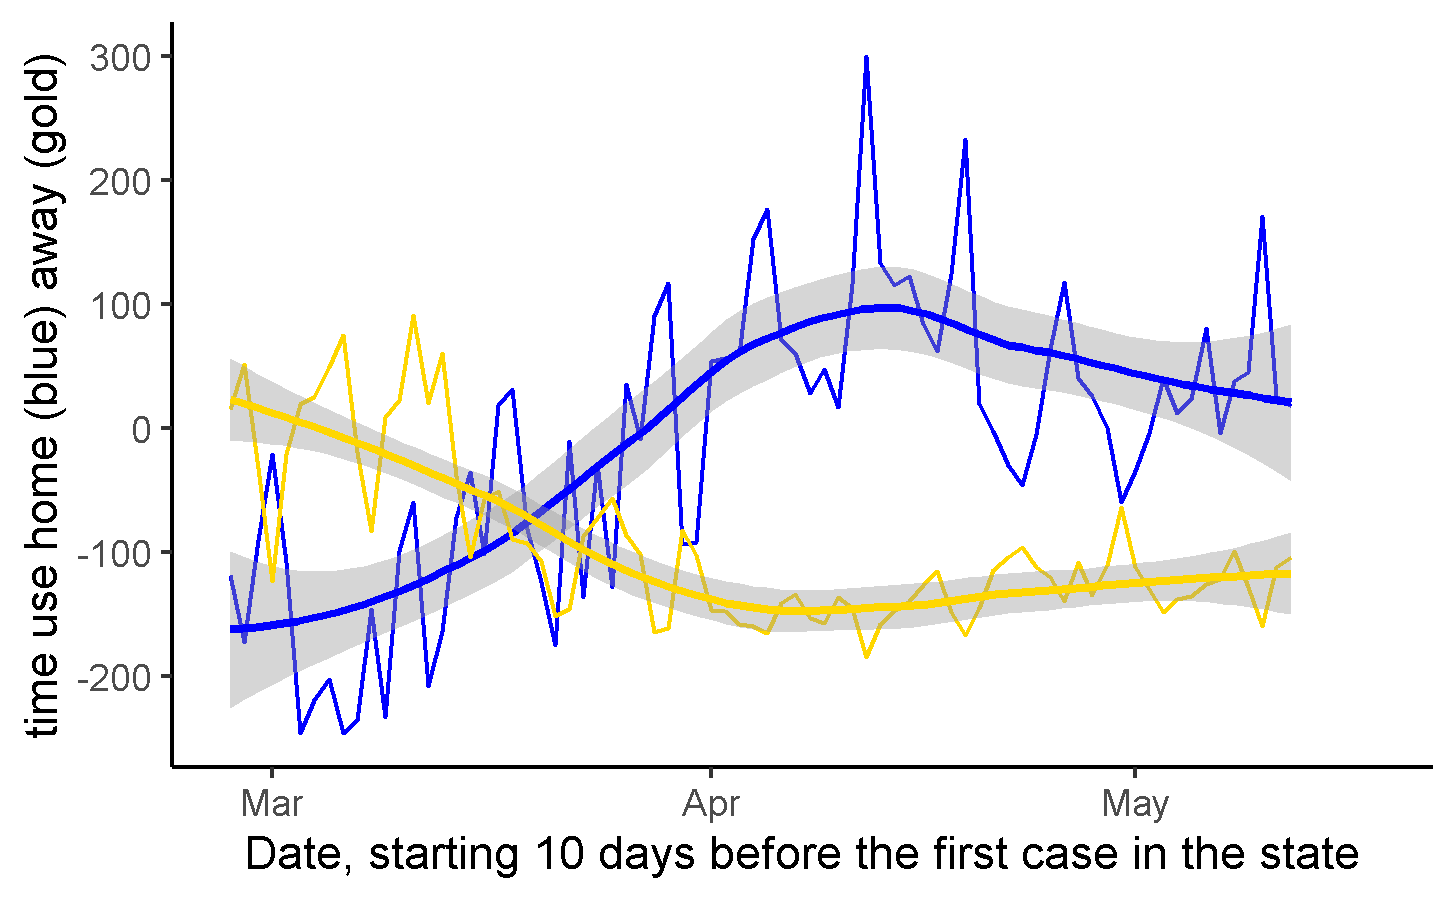 time use home (blue) away (gold)
300
200
100
0
-100
-200
Mar Apr May
Date, starting 10 days before the first case in the state